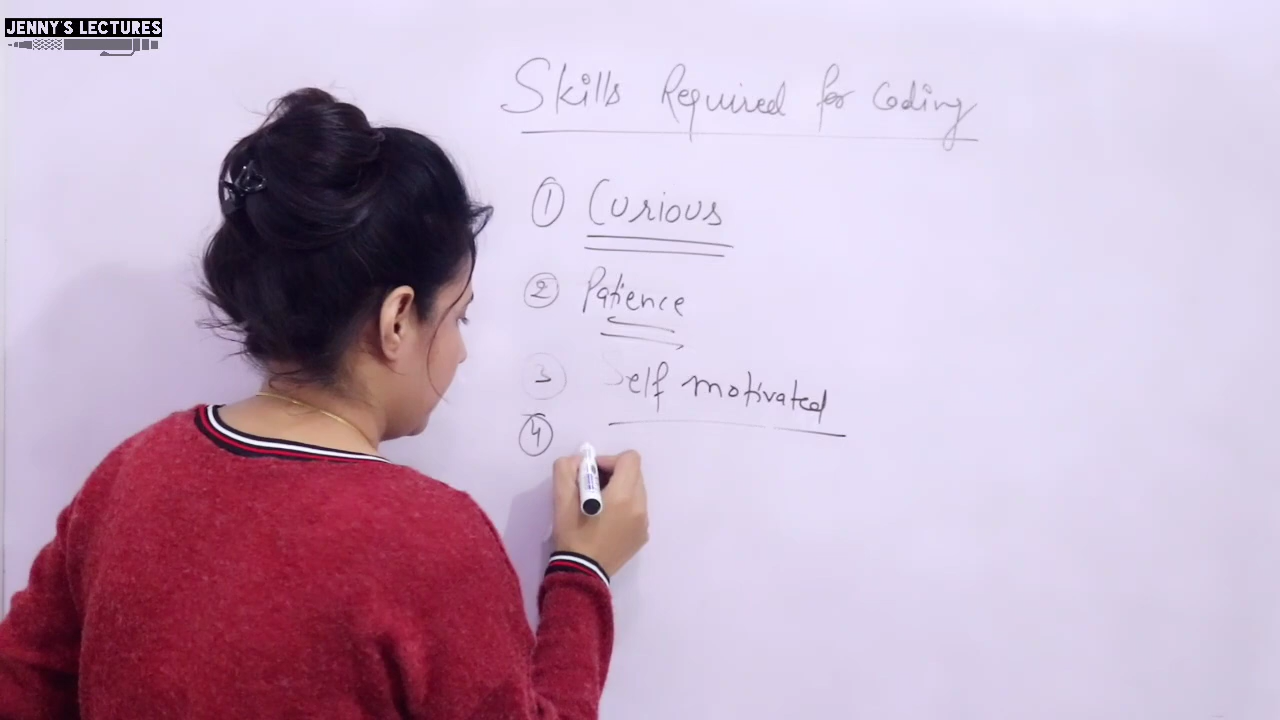 JENNY'S LECTURES
Skills Required for Coding
① Curious
② Patience
③ Self motivated
④